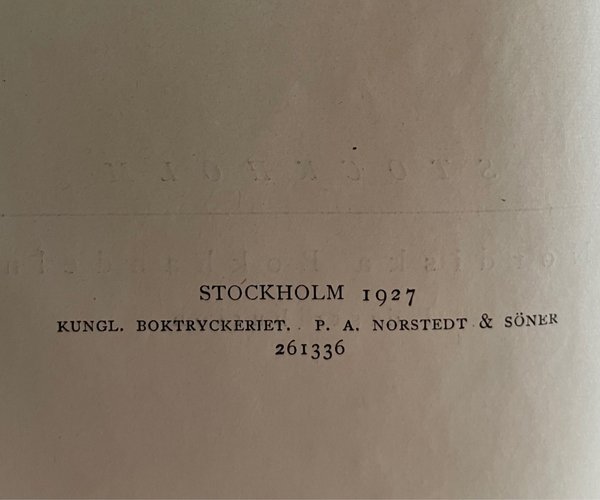 STOCKHOLM 1927
KUNGL. BOKTRYCKERIET. P. A. NORSTEDT & SÖNER
261336